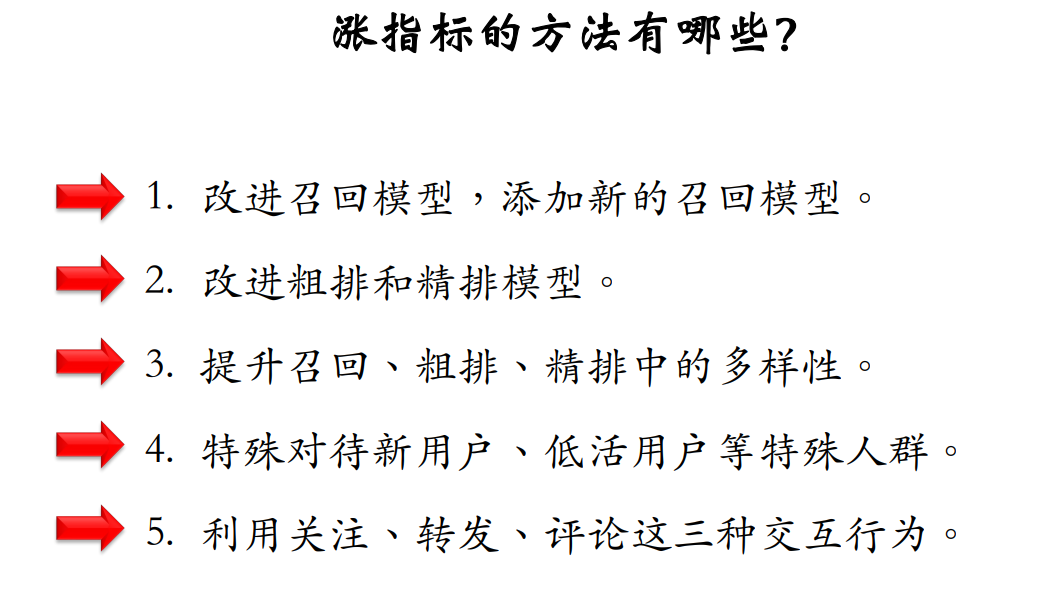 涨指标的方法有哪些？
1. 改进召回模型，添加新的召回模型。
2. 改进粗排和精排模型。
3. 提升召回、粗排、精排中的多样性。
4. 特殊对待新用户、低活用户等特殊人群。
5. 利用关注、转发、评论这三种交互行为。